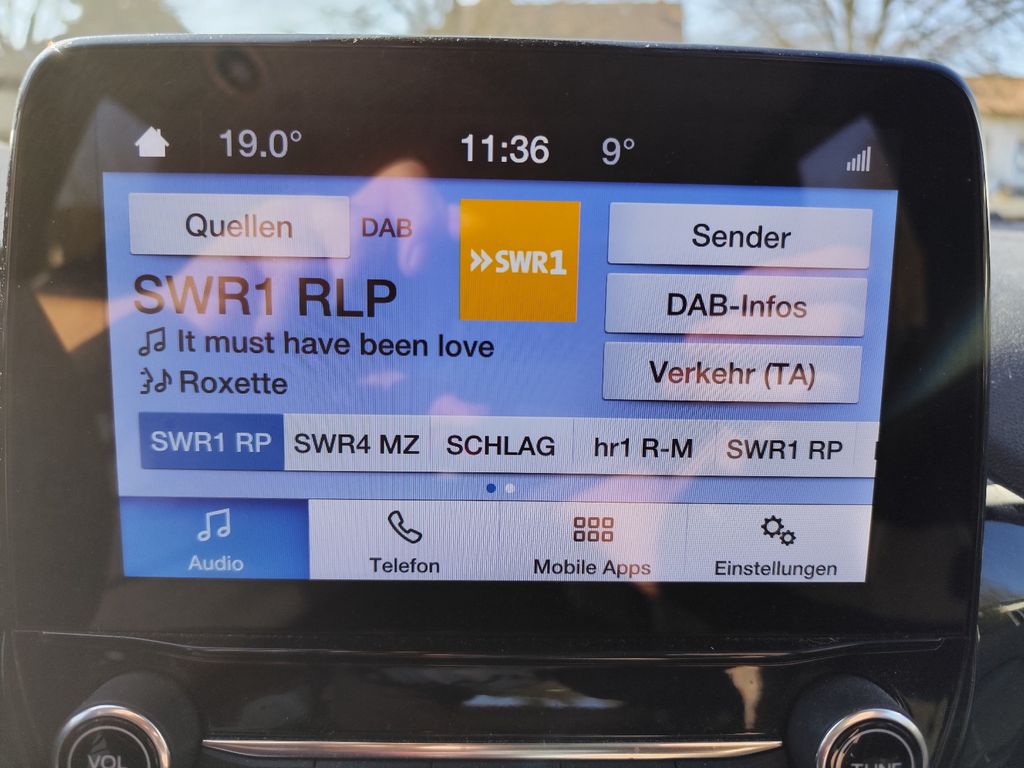 19.0° 11:36 9°
Quellen DAB
»SWR1
Sender
SWR1 RLP
DAB-Infos
It must have been love
Roxette
Verkehr (TA)
SWR1 RP SWR4 MZ SCHLAG hr1 R-M SWR1 RP
Audio Telefon Mobile Apps Einstellungen
VOL TUNE